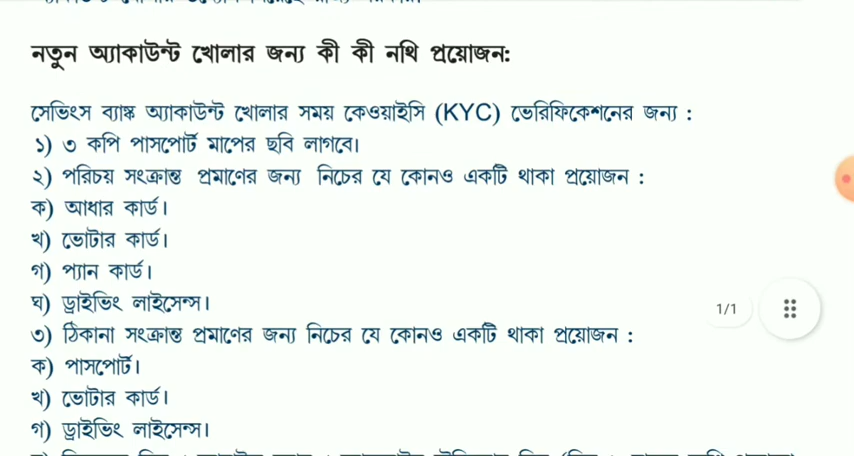 নতুন অ্যাকাউন্ট খোলার জন্য কী কী নথি প্রয়োজন:
সেভিংস ব্যাঙ্ক অ্যাকাউন্ট খোলার সময় কেওয়াইসি (KYC) ভেরিফিকেশনের জন্য :
১) ৩ কপি পাসপোর্ট মাপের ছবি লাগবে।
২) পরিচয় সংক্রান্ত প্রমাণের জন্য নিচের যে কোনও একটি থাকা প্রয়োজন :
ক) আধার কার্ড।
খ) ভোটার কার্ড।
গ) প্যান কার্ড।
ঘ) ড্রাইভিং লাইসেন্স।
1/1
৩) ঠিকানা সংক্রান্ত প্রমাণের জন্য নিচের যে কোনও একটি থাকা প্রয়োজন :
ক) পাসপোর্ট।
খ) ভোটার কার্ড।
গ) ড্রাইভিং লাইসেন্স।